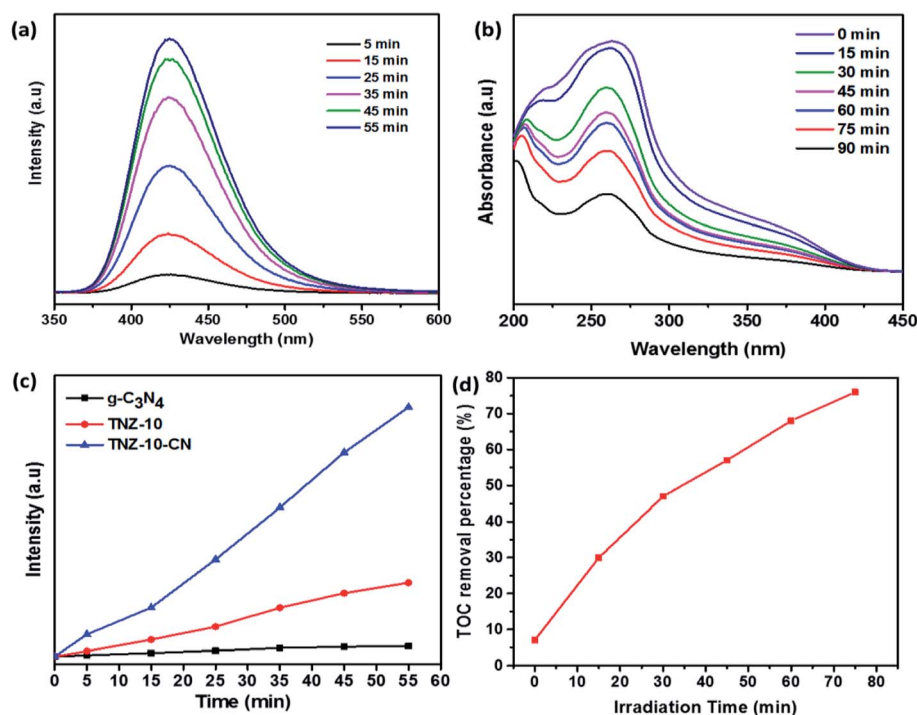 (a)
5 min
15 min
25 min
35 min
45 min
55 min
Intensity (a.u)
350 400 450 500 550 600
Wavelength (nm)
(b)
0 min
15 min
30 min
45 min
60 min
75 min
90 min
Absorbance (a.u)
200 250 300 350 400 450
Wavelength (nm)
(c)
g-C₃N₄
TNZ-10
TNZ-10-CN
Intensity (a.u)
0 5 10 15 20 25 30 35 40 45 50 55 60
Time (min)
(d)
TOC removal percentage (%)
80
70
60
50
40
30
20
10
0
0 10 20 30 40 50 60 70 80
Irradiation Time (min)